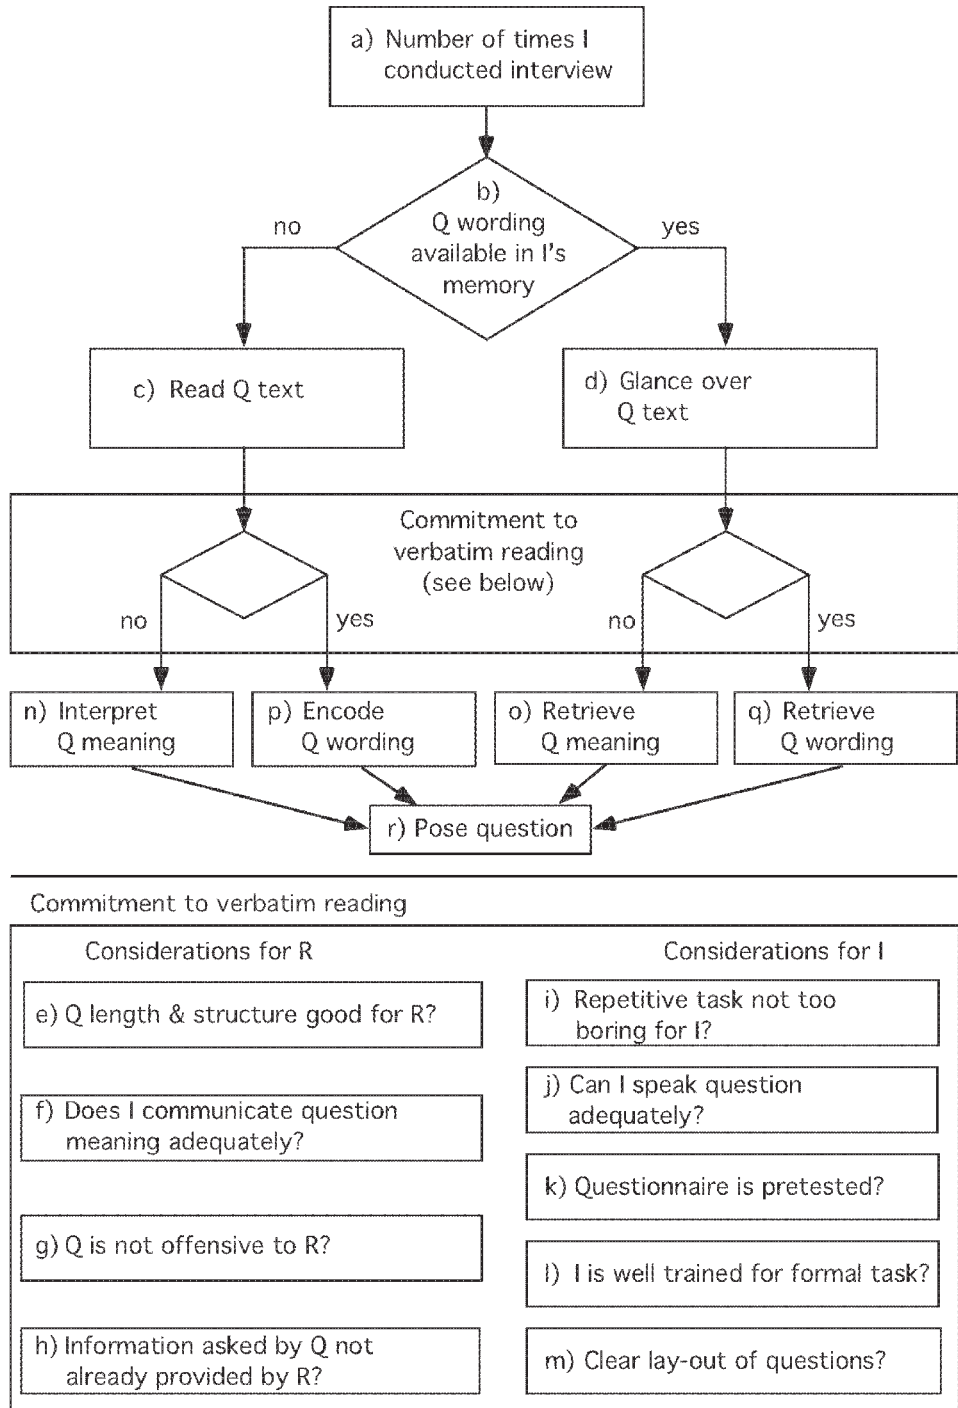 a) Number of times I
conducted interview
b)
Q wording
available in I's
memory
no
yes
c) Read Q text
d) Glance over
Q text
Commitment to
verbatim reading
(see below)
no
yes
no
yes
n) Interpret
Q meaning
p) Encode
Q wording
o) Retrieve
Q meaning
q) Retrieve
Q wording
r) Pose question
Commitment to verbatim reading
Considerations for R
e) Q length & structure good for R?
f) Does I communicate question
meaning adequately?
g) Q is not offensive to R?
h) Information asked by Q not
already provided by R?
Considerations for I
i) Repetitive task not too
boring for I?
j) Can I speak question
adequately?
k) Questionnaire is pretested?
l) I is well trained for formal task?
m) Clear lay-out of questions?